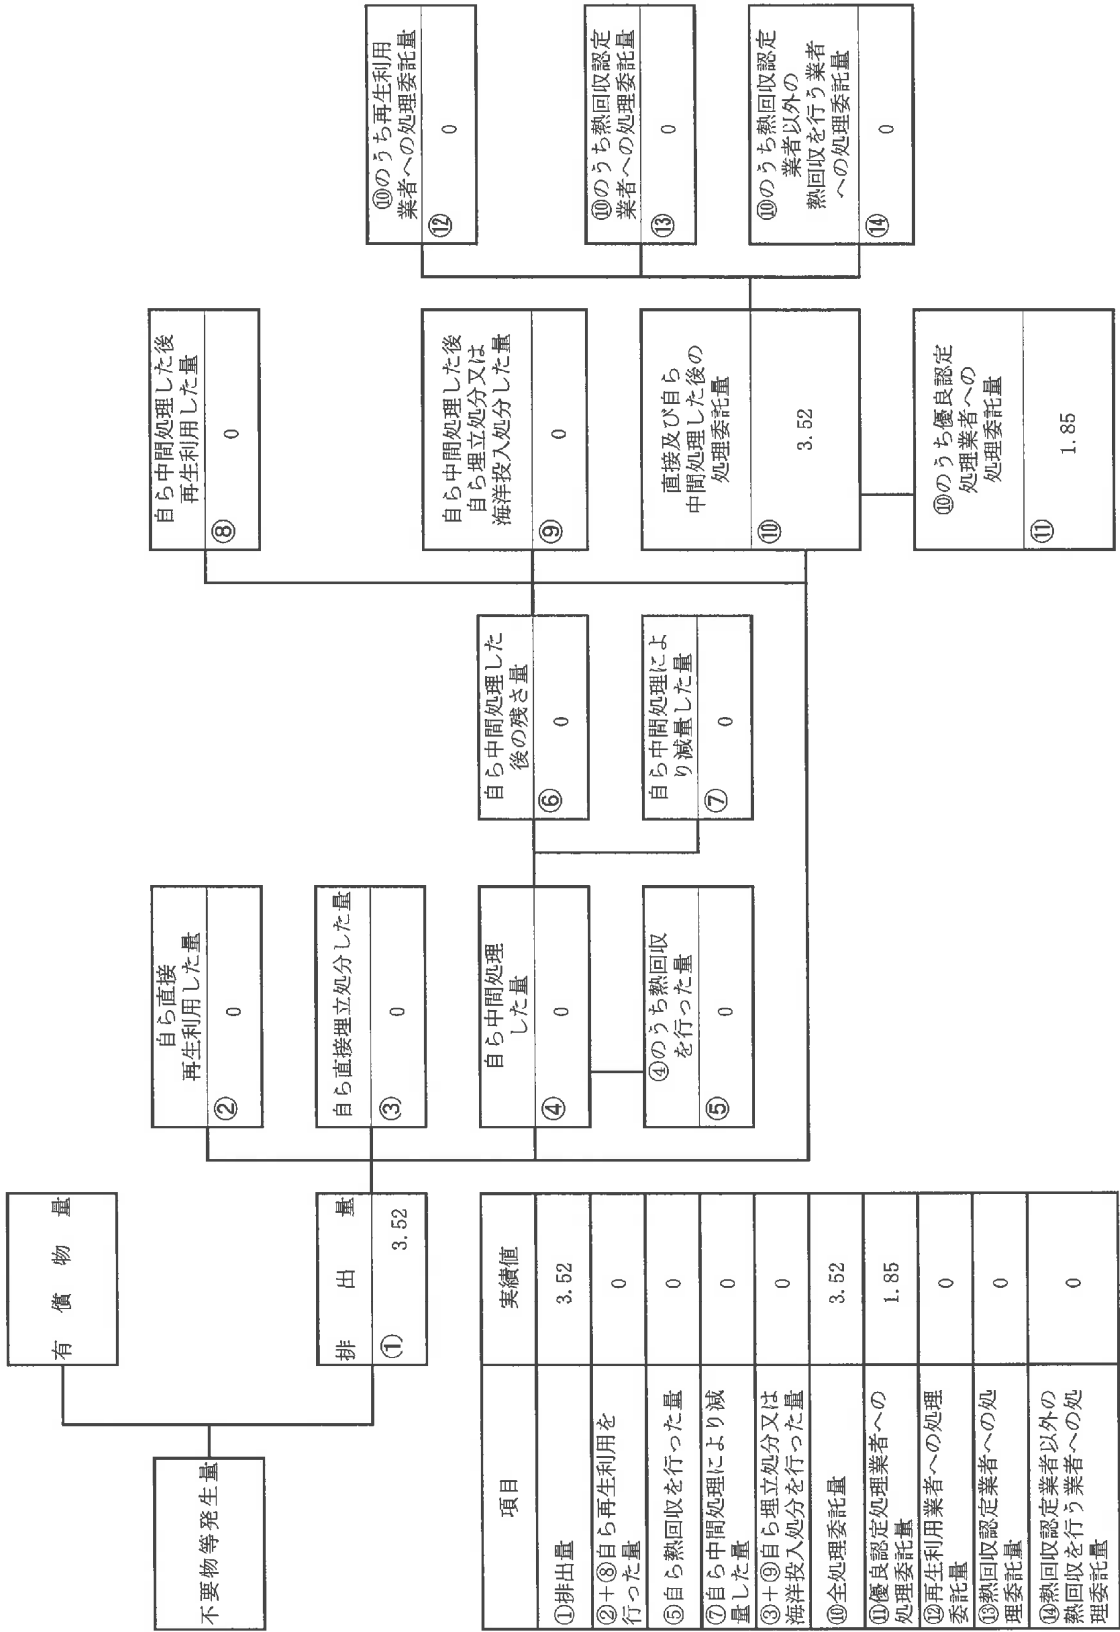 不要物等発生量
有償物量
排出量
① 3.52
自ら直接
再生利用した量
② 0
自ら直接埋立処分した量
③ 0
自ら中間処理
した量
④ 0
④のうち熱回収
を行った量
⑤ 0
自ら中間処理した
後の残さ量
⑥ 0
自ら中間処理によ
り減量した量
⑦ 0
自ら中間処理した後
再生利用した量
⑧ 0
自ら中間処理した後
自ら埋立処分又は
海洋投入処分した量
⑨ 0
直接及び自ら
中間処理した後の
処理委託量
⑩ 3.52
⑩のうち優良認定
処理業者への
処理委託量
⑪ 1.85
⑩のうち再生利用
業者への処理委託量
⑫ 0
⑩のうち熱回収認定
業者への処理委託量
⑬ 0
⑩のうち熱回収認定
業者以外の
熱回収を行う業者
への処理委託量
⑭ 0
項目 実績値
①排出量 3.52
②+⑧自ら再生利用を
行った量 0
⑤自ら熱回収を行った量 0
⑦自ら中間処理により減
量した量 0
③+⑨自ら埋立処分又は
海洋投入処分を行った量 0
⑩全処理委託量 3.52
⑪優良認定処理業者への
処理委託量 1.85
⑫再生利用業者への処理
委託量 0
⑬熱回収認定業者への処
理委託量 0
⑭熱回収認定業者以外の
熱回収を行う業者への処
理委託量 0